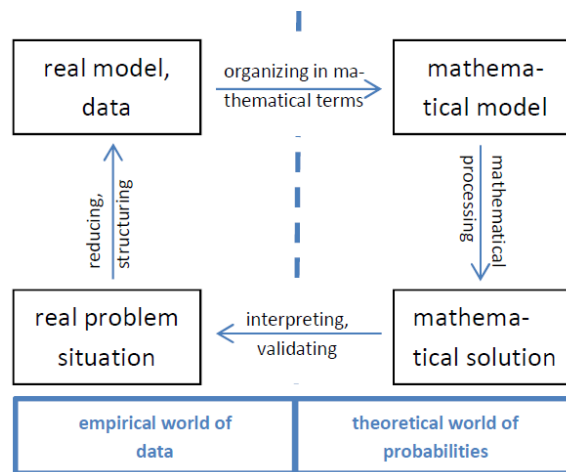 real model,
data
organizing in ma-
thematical terms
mathema-
tical model
reducing,
structuring
mathematical
processing
real problem
situation
interpreting,
validating
mathema-
tical solution
empirical world of
data
theoretical world of
probabilities